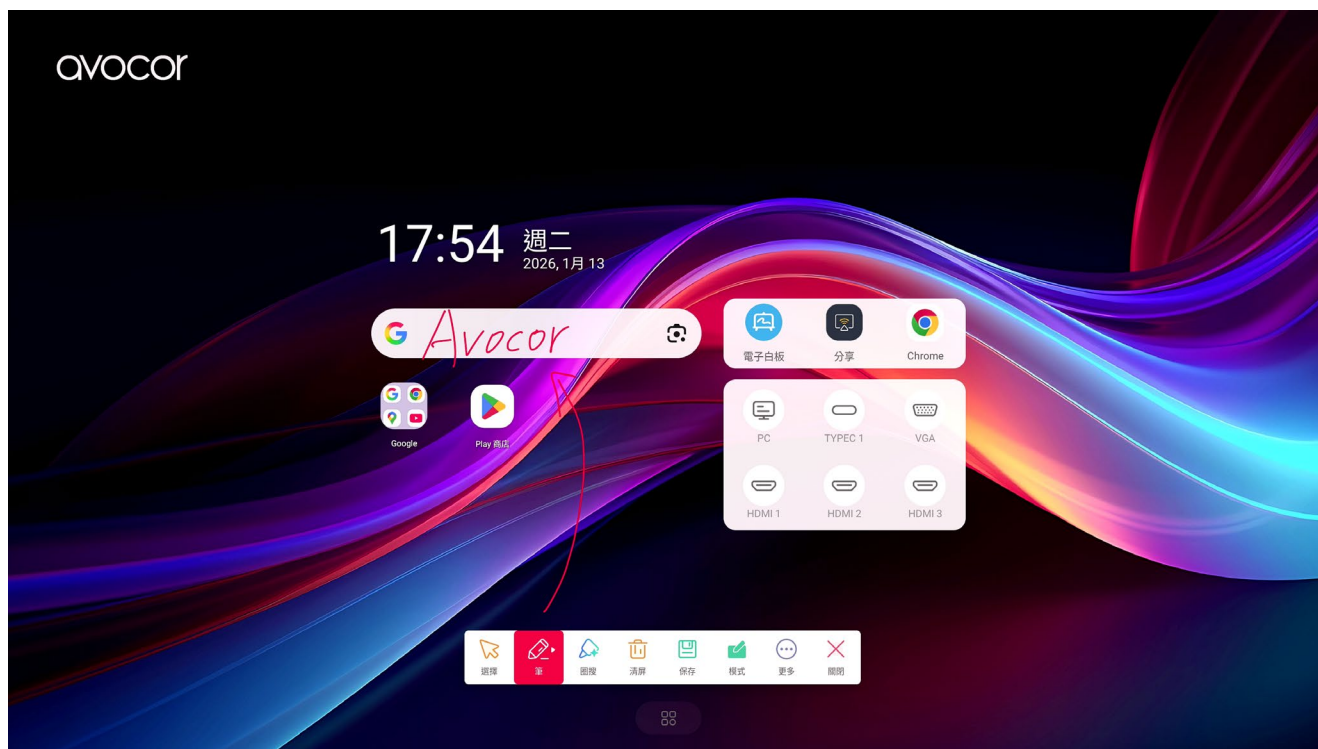 avocor
17:54
週二
2026, 1月 13
Avocor
電子白板
分享
Chrome
Google
Play 商店
PC
TYPEC 1
VGA
HDMI 1
HDMI 2
HDMI 3
選擇
筆
圈搜
清屏
保存
模式
更多
關閉